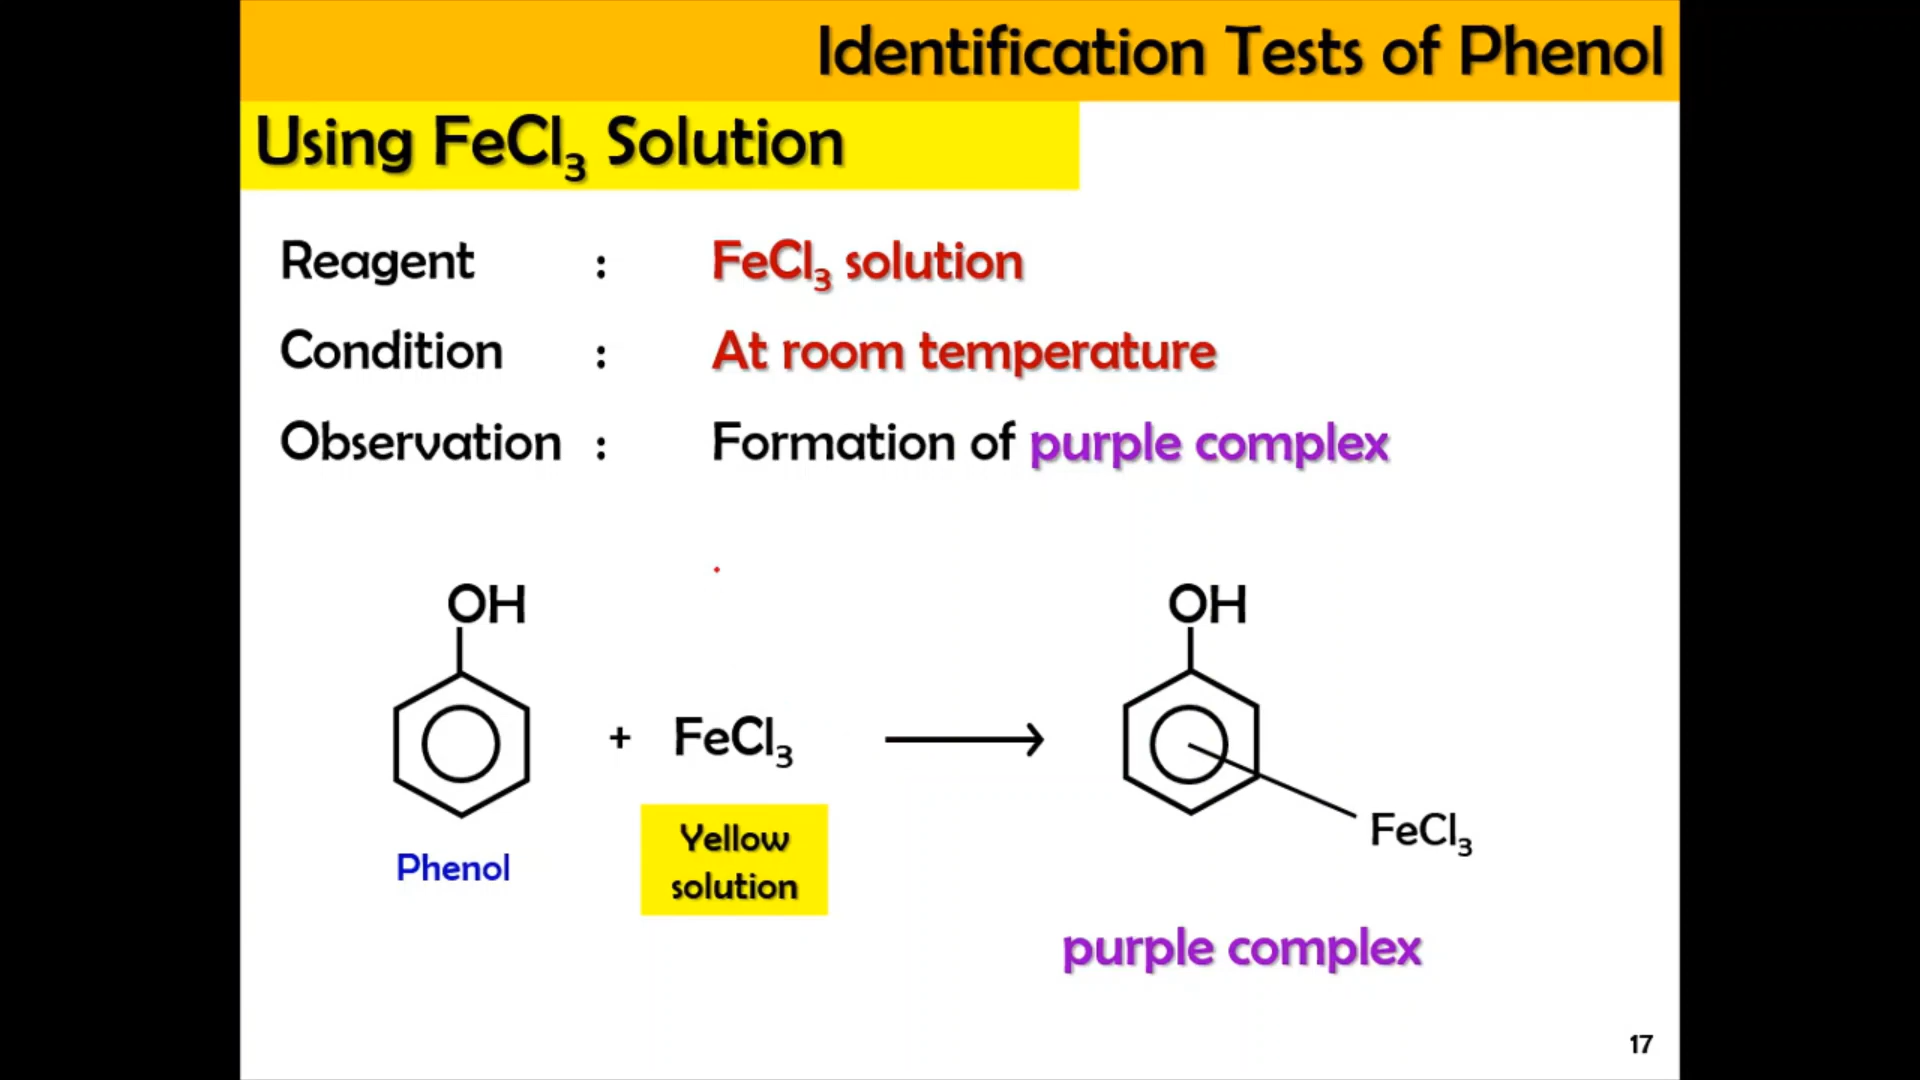 Identification Tests of Phenol
Using FeCl₃ Solution
Reagent : FeCl₃ solution
Condition : At room temperature
Observation : Formation of purple complex
OH
OH
+ FeCl₃
FeCl₃
Phenol
Yellow
solution
purple complex
17